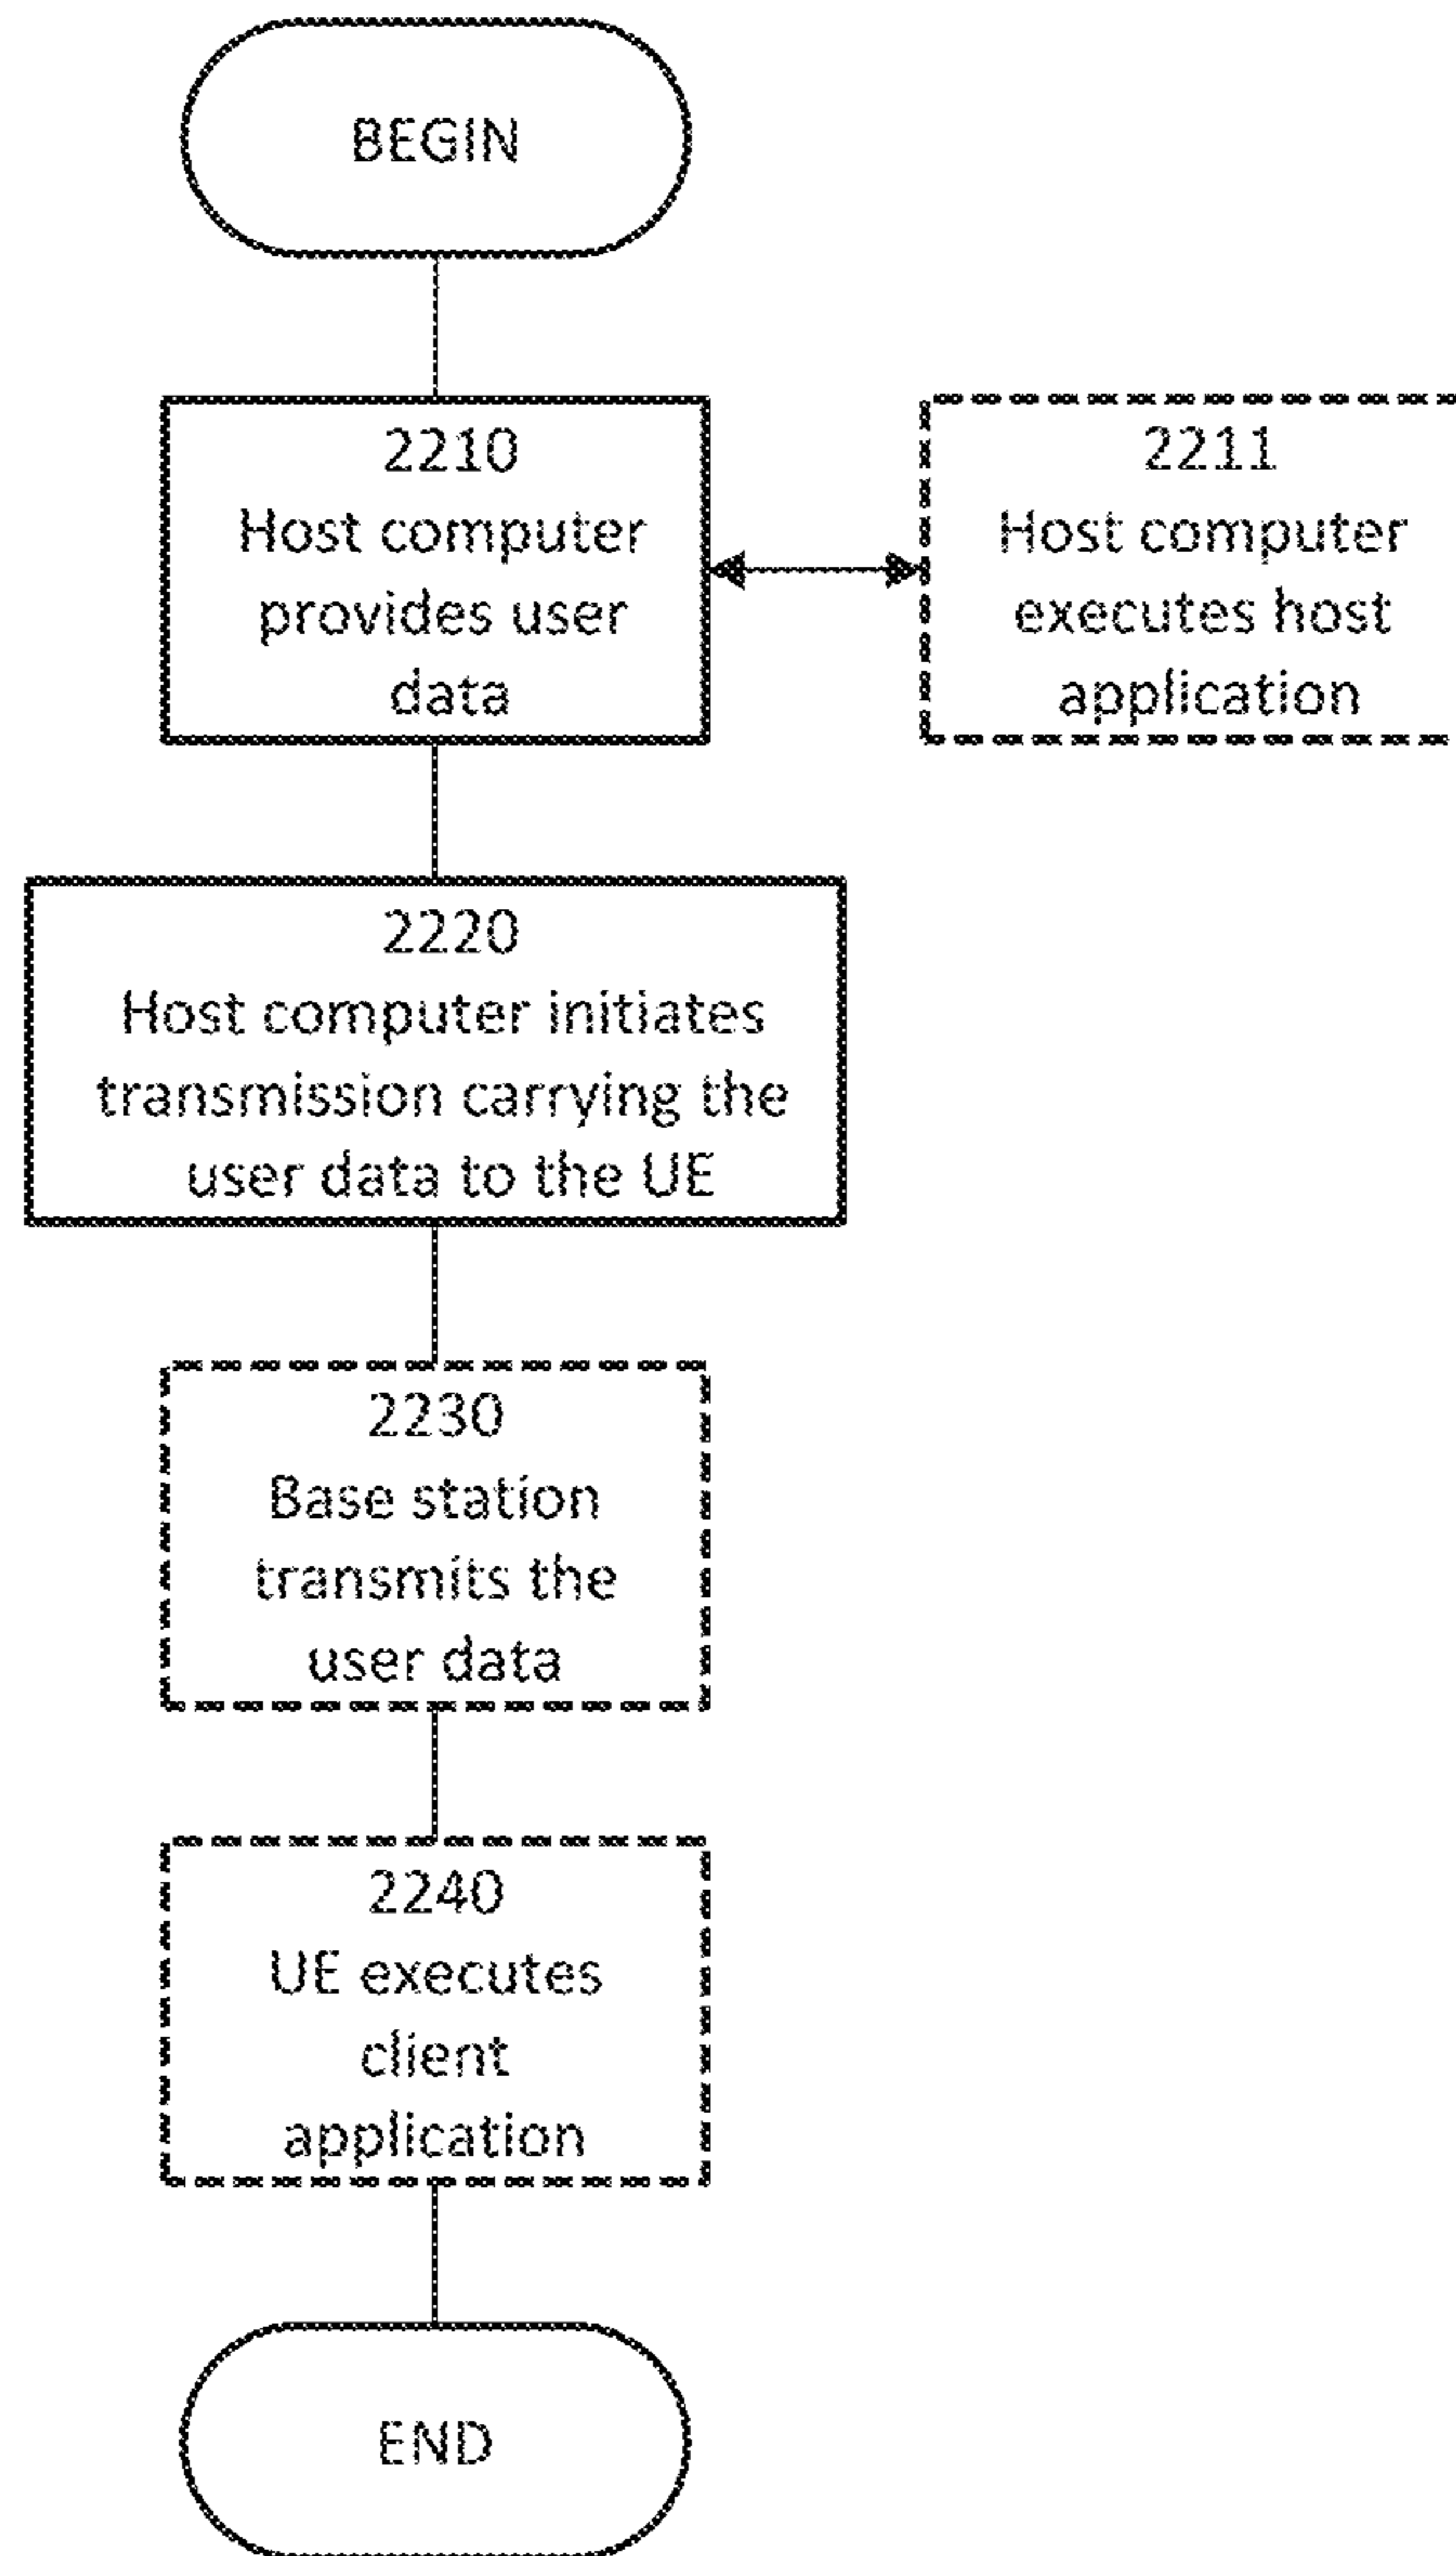 BEGIN
2210
Host computer
provides user
data
2211
Host computer
executes host
application
2220
Host computer initiates
transmission carrying the
user data to the UE
2230
Base station
transmits the
user data
2240
UE executes
client
application
END